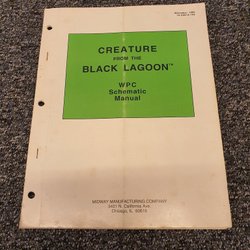 CREATURE
FROM THE
BLACK LAGOON™
WPC
Schematic
Manual
MIDWAY MANUFACTURING COMPANY
3401 N. California Ave.
Chicago, IL 60618